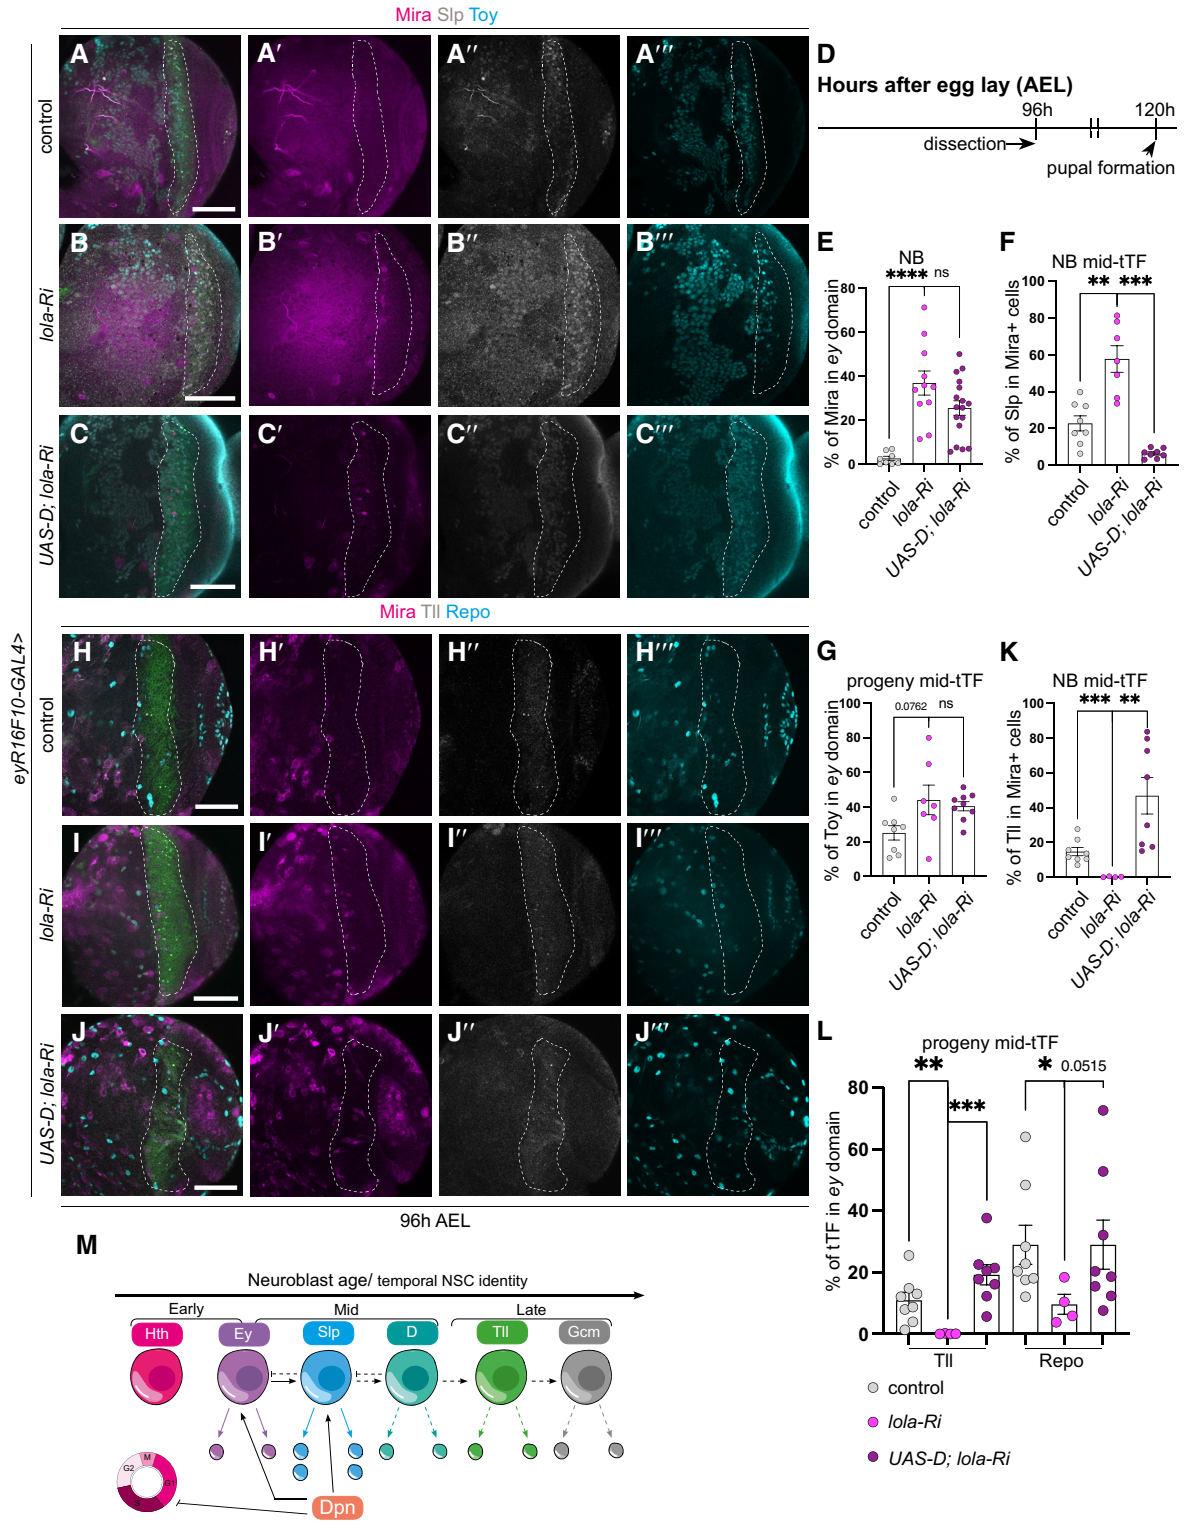 Mira Slp Toy
A
A′
A′′
A′′′
control
B
B′
B′′
B′′′
lola-Ri
C
C′
C′′
C′′′
UAS-D; lola-Ri
eyR16F10-GAL4>
D
Hours after egg lay (AEL)
96h
120h
dissection
pupal formation
E
NB
**** ns
% of Mira in ey domain
80
60
40
20
0
control
lola-Ri
UAS-D; lola-Ri
F
NB mid-tTF
** ***
% of Slp in Mira+ cells
100
80
60
40
20
0
control
lola-Ri
UAS-D; lola-Ri
Mira Tll Repo
H
H′
H′′
H′′′
control
I
I′
I′′
I′′′
lola-Ri
J
J′
J′′
J′′′
UAS-D; lola-Ri
96h AEL
G
progeny mid-tTF
0.0762 ns
% of Toy in ey domain
100
80
60
40
20
0
control
lola-Ri
UAS-D; lola-Ri
K
NB mid-tTF
*** **
% of Tll in Mira+ cells
100
80
60
40
20
0
control
lola-Ri
UAS-D; lola-Ri
L
progeny mid-tTF
** * 0.0515
***
% of tTF in ey domain
80
60
40
20
0
Tll
Repo
control
lola-Ri
UAS-D; lola-Ri
M
Neuroblast age/ temporal NSC identity
Early
Mid
Late
Hth
Ey
Slp
D
Tll
Gcm
M
G2
G1
S
Dpn